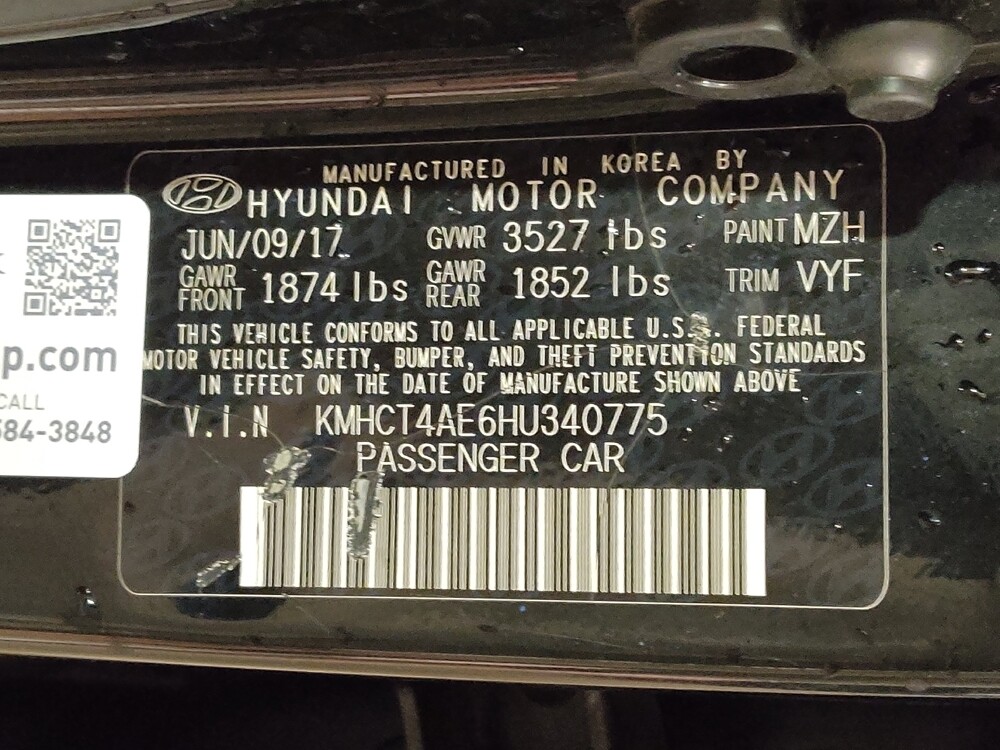 MANUFACTURED IN KOREA BY
HYUNDAI MOTOR COMPANY
JUN/09/17 GVWR 3527 lbs PAINT MZH
GAWR FRONT 1874 lbs GAWR REAR 1852 lbs TRIM VYF
THIS VEHICLE CONFORMS TO ALL APPLICABLE U.S.A. FEDERAL
MOTOR VEHICLE SAFETY, BUMPER, AND THEFT PREVENTION STANDARDS
IN EFFECT ON THE DATE OF MANUFACTURE SHOWN ABOVE
V.I.N KMHCT4AE6HU340775
PASSENGER CAR
p.com
CALL
584-3848